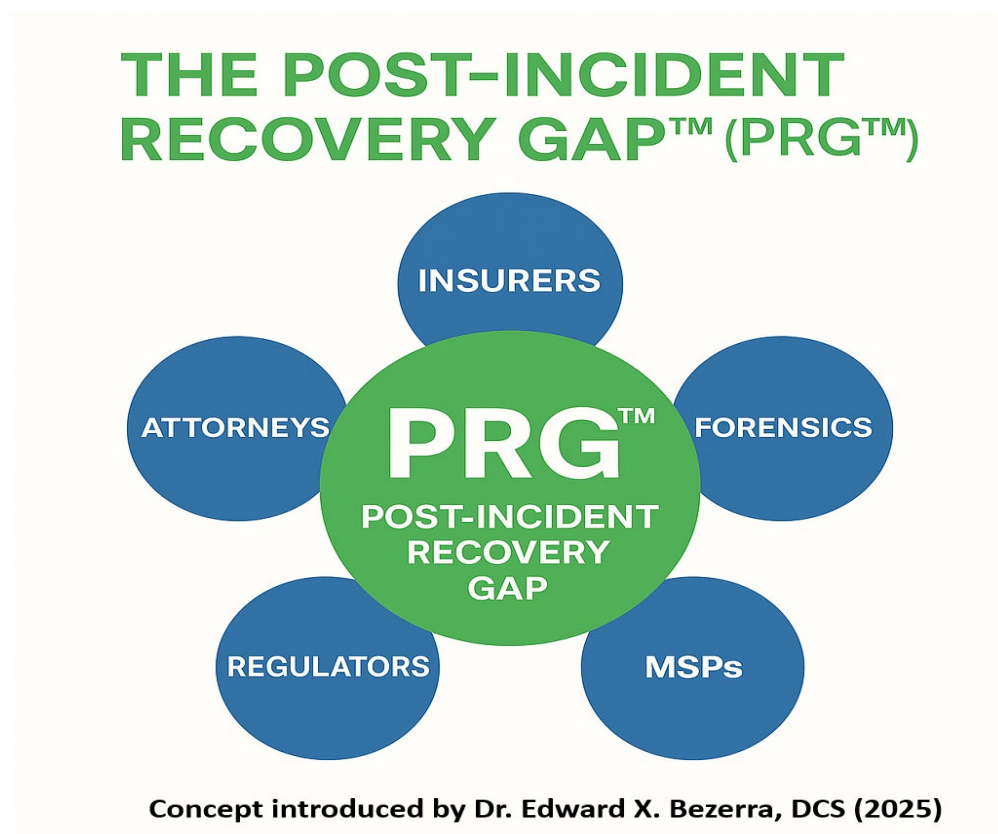 THE POST-INCIDENT
RECOVERY GAP™ (PRG™)
INSURERS
ATTORNEYS
FORENSICS
PRG™
POST-INCIDENT
RECOVERY
GAP
REGULATORS
MSPs
Concept introduced by Dr. Edward X. Bezerra, DCS (2025)